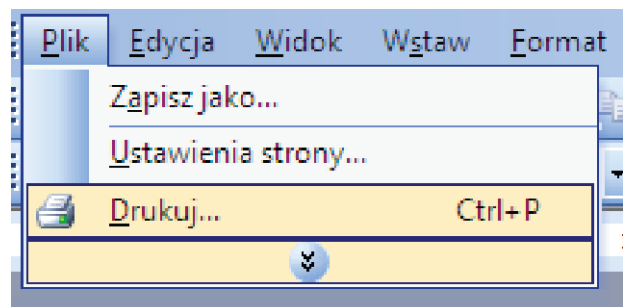 Plik Edycja Widok Wstaw Format
Zapisz jako...
Ustawienia strony...
Drukuj... Ctrl+P